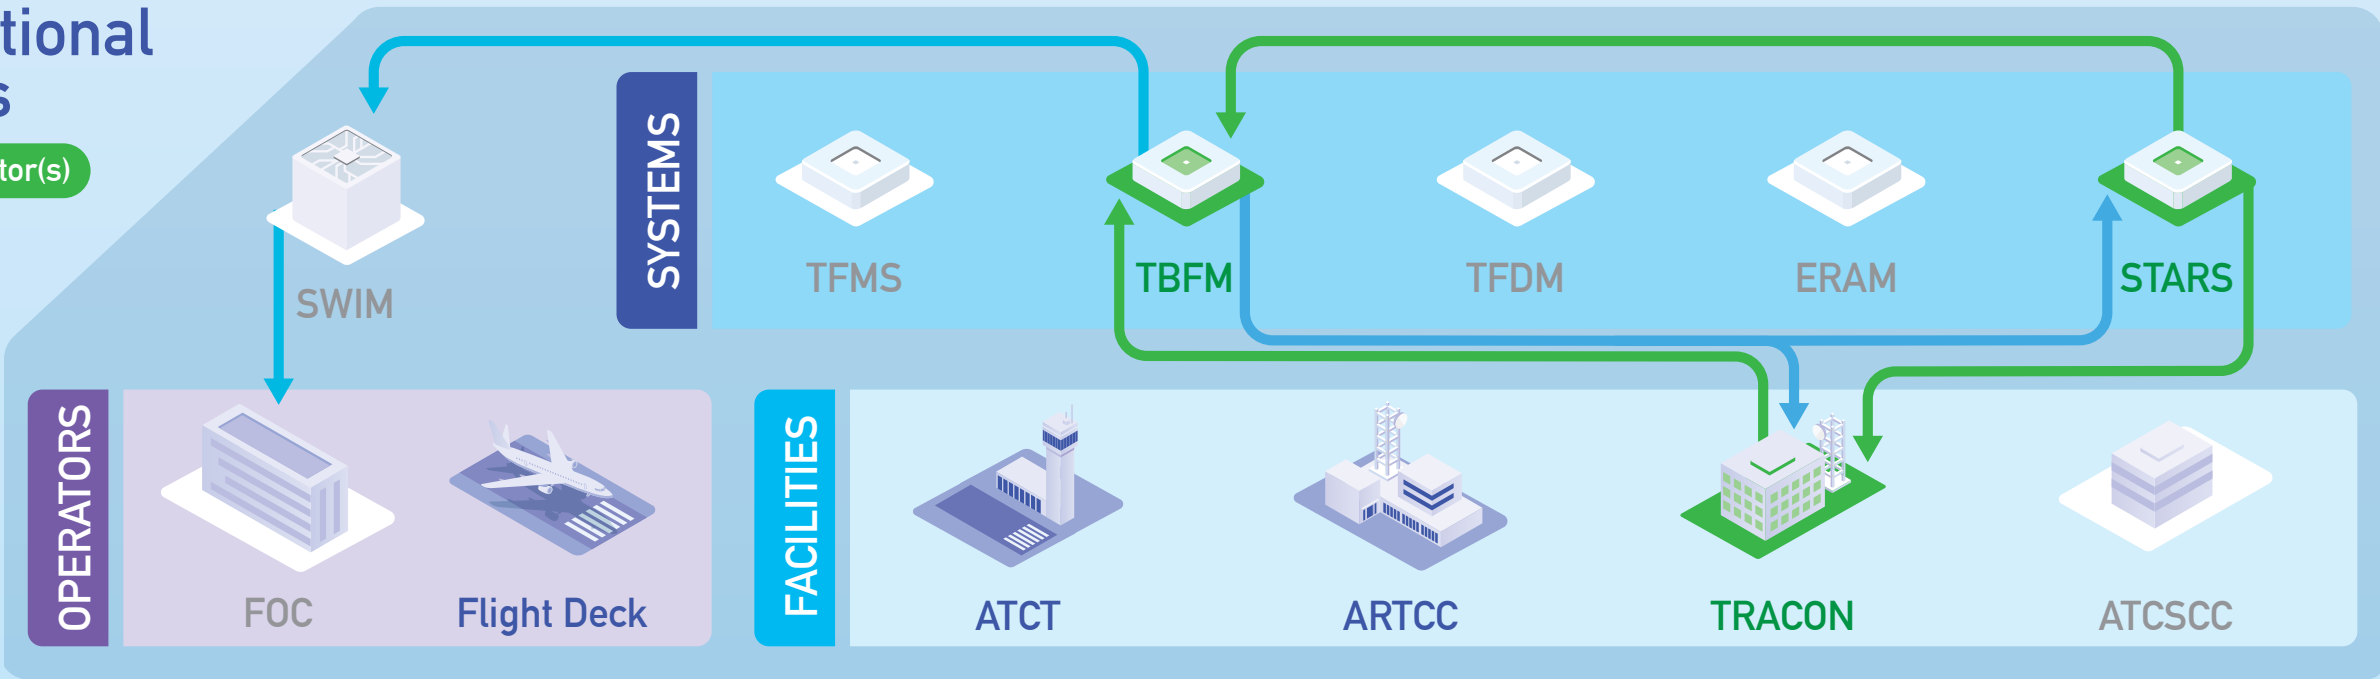 tional
s
tor(s)
SYSTEMS
TFMS
TBFM
TFDM
ERAM
STARS
SWIM
OPERATORS
FOC
Flight Deck
FACILITIES
ATCT
ARTCC
TRACON
ATCSCC